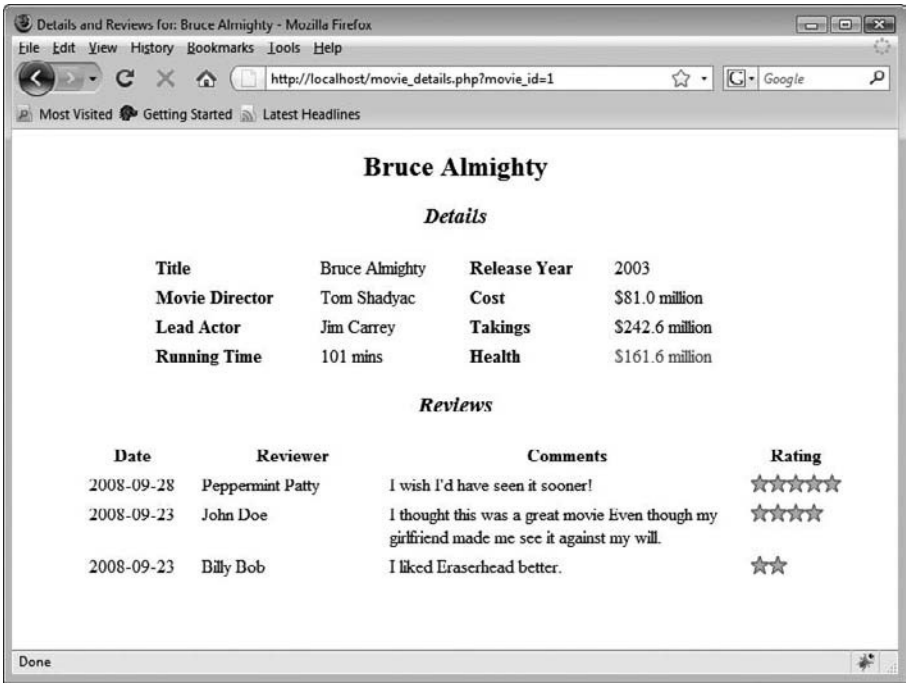 Details and Reviews for: Bruce Almighty - Mozilla Firefox
File Edit View History Bookmarks Tools Help
http://localhost/movie_details.php?movie_id=1
G Google
Most Visited Getting Started Latest Headlines
Bruce Almighty
Details
Title Bruce Almighty Release Year 2003
Movie Director Tom Shadyac Cost $81.0 million
Lead Actor Jim Carrey Takings $242.6 million
Running Time 101 mins Health $161.6 million
Reviews
Date Reviewer Comments Rating
2008-09-28 Peppermint Patty I wish I'd have seen it sooner!
2008-09-23 John Doe I thought this was a great movie Even though my
girlfriend made me see it against my will.
2008-09-23 Billy Bob I liked Eraserhead better.
Done